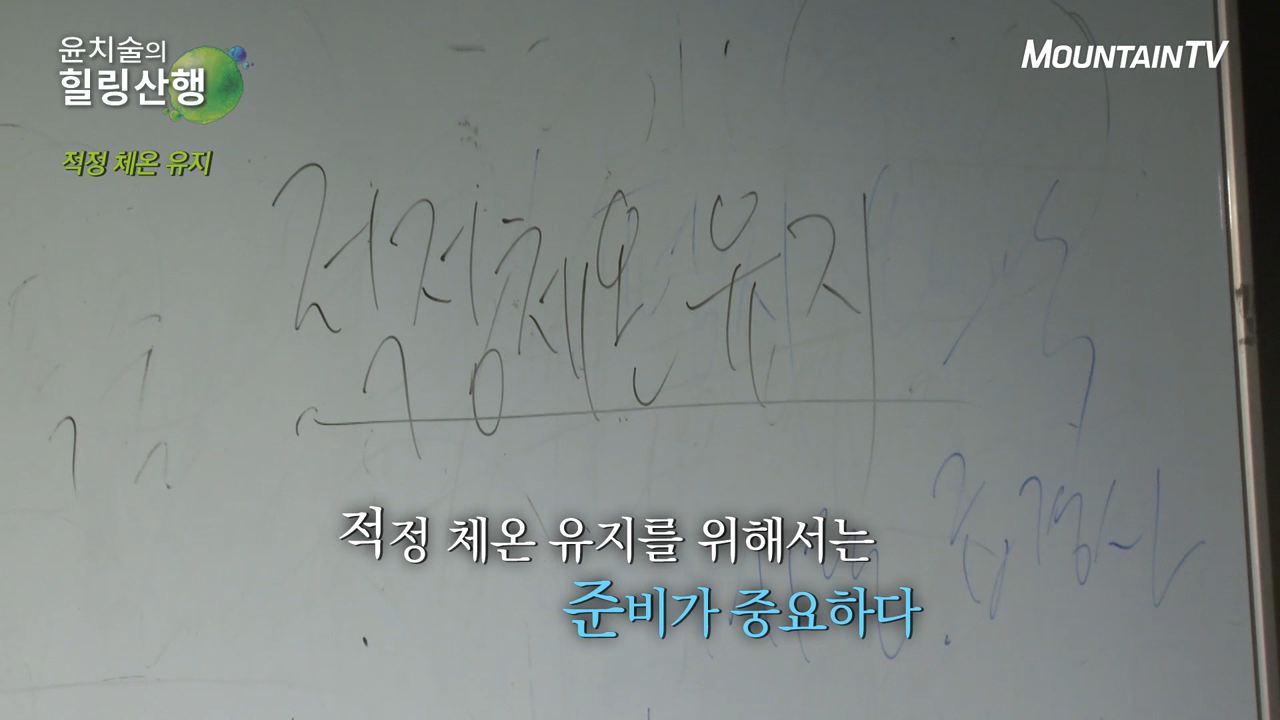 윤치술의
힐링산행
MOUNTAINTV
적정 체온 유지
적정체온 유지
적정 체온 유지를 위해서는
준비가 중요하다